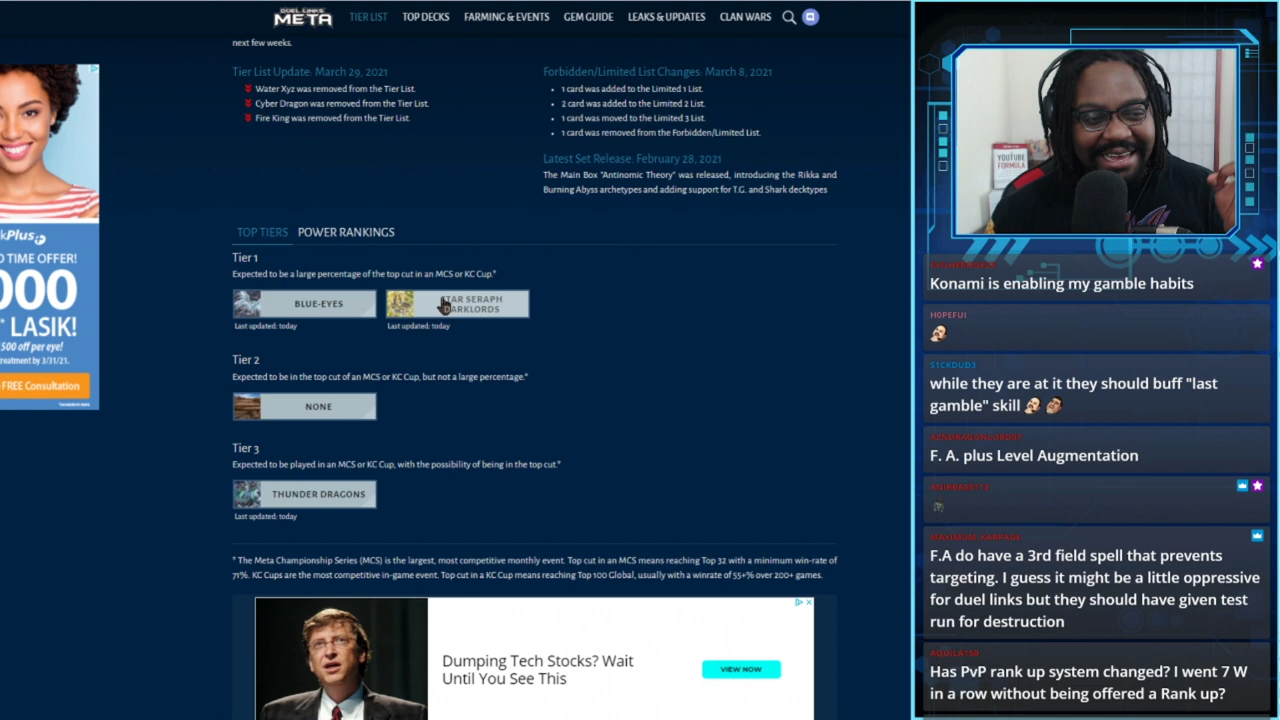 DUEL LINKS
META
TIER LIST
TOP DECKS
FARMING & EVENTS
GEM GUIDE
LEAKS & UPDATES
CLAN WARS
next few weeks.
Tier List Update: March 29, 2021
Water Xyz was removed from the Tier List.
Cyber Dragon was removed from the Tier List.
Fire King was removed from the Tier List.
Forbidden/Limited List Changes: March 8, 2021
1 card was added to the Limited 1 List.
2 card was added to the Limited 2 List.
1 card was moved to the Limited 3 List.
1 card was removed from the Forbidden/Limited List.
Latest Set Release: February 28, 2021
The Main Box "Antinomic Theory" was released, introducing the Rikka and
Burning Abyss archetypes and adding support for T.G. and Shark decktypes
TOP TIERS
POWER RANKINGS
Tier 1
Expected to be a large percentage of the top cut in an MCS or KC Cup.*
BLUE-EYES
STAR SERAPH
DARKLORDS
Last updated: today
Last updated: today
Tier 2
Expected to be in the top cut of an MCS or KC Cup, but not a large percentage.*
NONE
Tier 3
Expected to be played in an MCS or KC Cup, with the possibility of being in the top cut.*
THUNDER DRAGONS
Last updated: today
* The Meta Championship Series (MCS) is the largest, most competitive monthly event. Top cut in an MCS means reaching Top 32 with a minimum win-rate of
71%. KC Cups are the most competitive in-game event. Top cut in a KC Cup means reaching Top 100 Global, usually with a winrate of 55+% over 200+ games.
kPlus
D TIME OFFER!
000
LASIK!
500 off per eye!
reatment by 3/31/21.
FREE Consultation
Dumping Tech Stocks? Wait
Until You See This
VIEW NOW
YOUTUBE
FORMULA
Konami is enabling my gamble habits
H0PEFUI
S1CKDUD3
while they are at it they should buff "last
gamble" skill
AZNDRAGONLORD07
F. A. plus Level Augmentation
MAXIMUM_KARNAGE
F.A do have a 3rd field spell that prevents
targeting. I guess it might be a little oppressive
for duel links but they should have given test
run for destruction
AQUILA150
Has PvP rank up system changed? I went 7 W
in a row without being offered a Rank up?